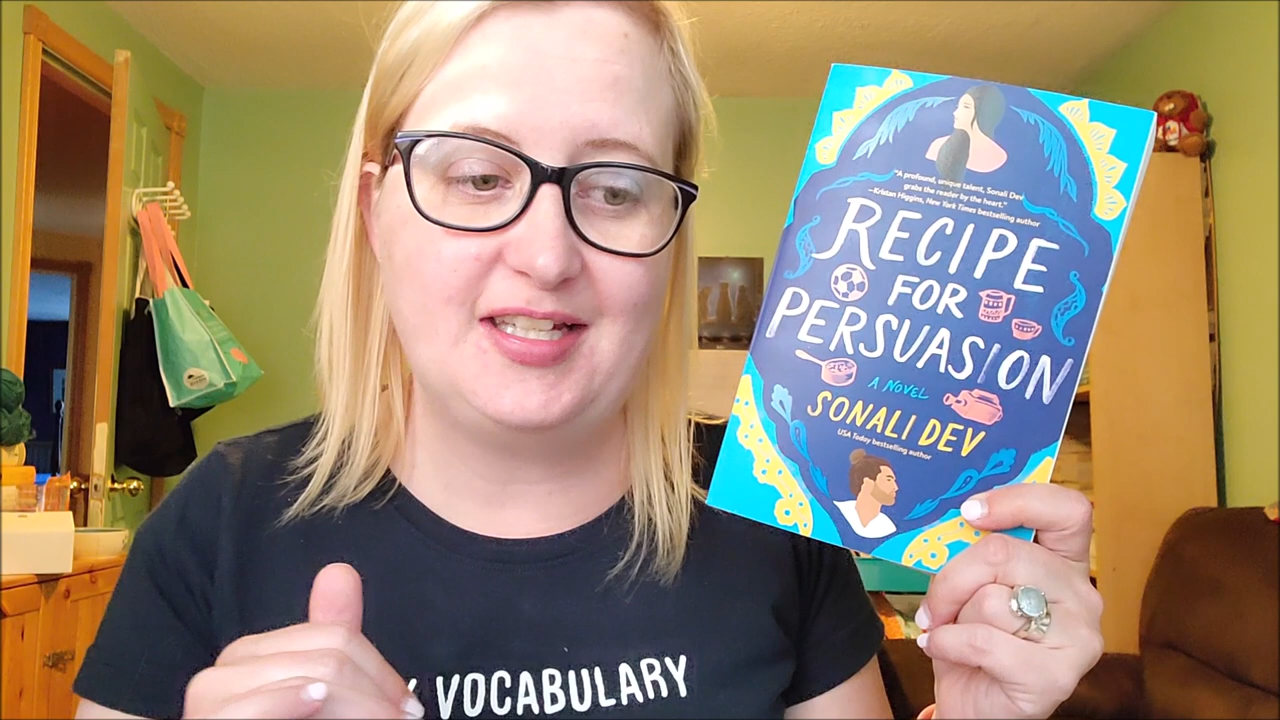 "A profound, unique talent, Sonali Dev
grabs the reader by the heart."
—Kristan Higgins, New York Times bestselling author
RECIPE
FOR
PERSUASION
A NOVEL
SONALI DEV
USA Today bestselling author
VOCABULARY